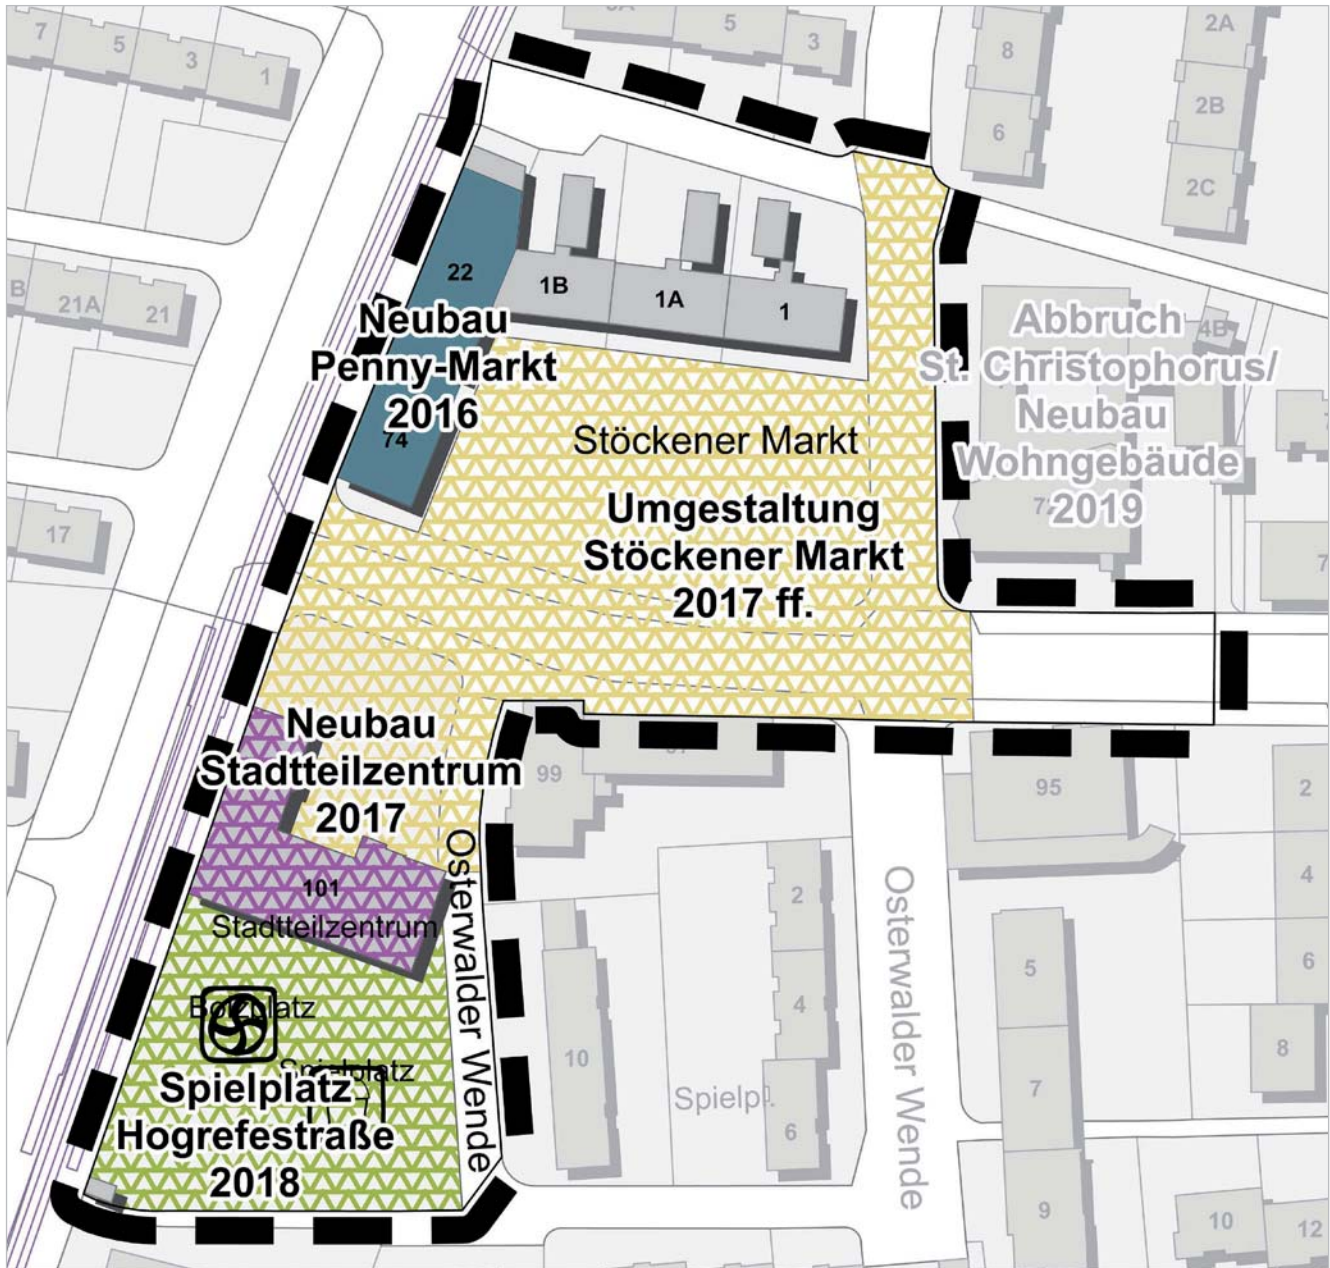 7
5
3
1
5
3
8
6
2A
2B
2C
B
21A
21
17
22
1B
1A
1
74
4B
Neubau
Penny-Markt
2016
Abbruch
St. Christophorus/
Neubau
Wohngebäude
2019
Stöckener Markt
Umgestaltung
Stöckener Markt
2017 ff.
Neubau
Stadtteilzentrum
2017
101
Stadtteilzentrum
Bolzplatz
Spielplatz
Spielplatz
Hogrefestraße
2018
Osterwalder Wende
99
95
2
4
6
8
10
2
4
6
Spielpl.
Osterwalder Wende
5
7
9
10
12